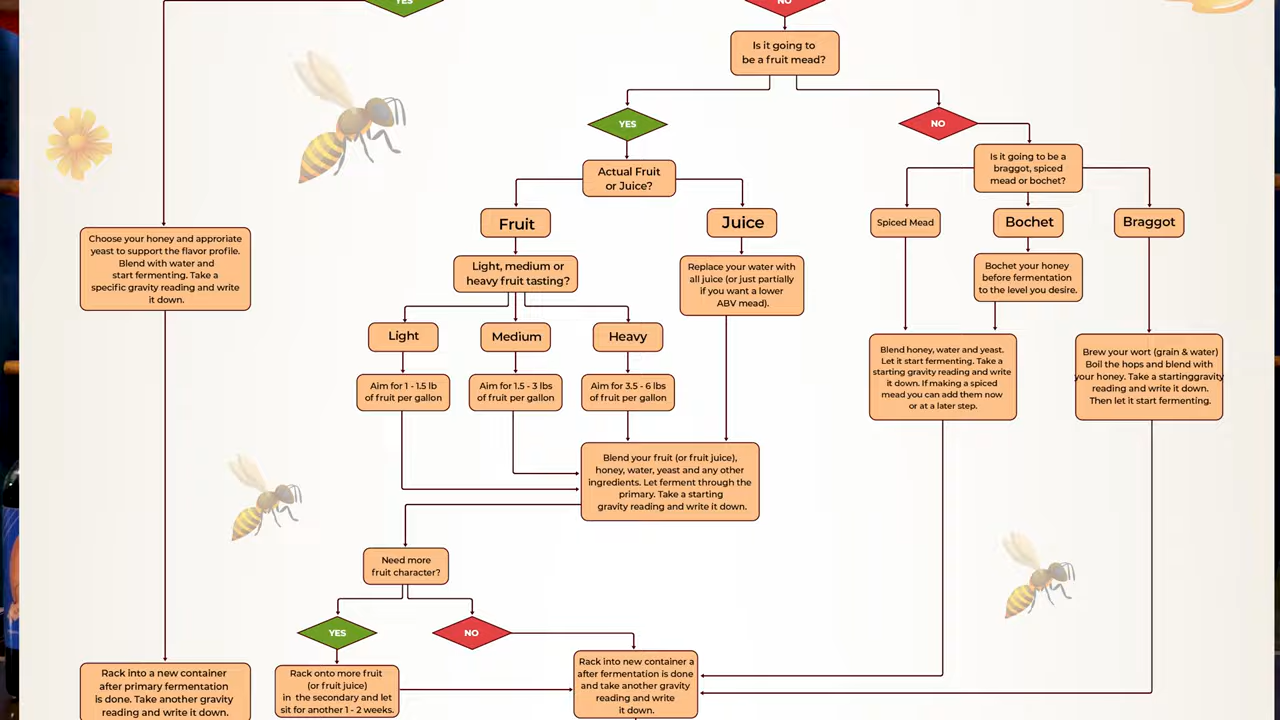 YES
NO
Is it going to
be a fruit mead?
YES
NO
Actual Fruit
or Juice?
Is it going to be a
braggot, spiced
mead or bochet?
Fruit
Juice
Spiced Mead
Bochet
Braggot
Choose your honey and approriate
yeast to support the flavor profile.
Blend with water and
start fermenting. Take a
specific gravity reading and write
it down.
Light, medium or
heavy fruit tasting?
Replace your water with
all juice (or just partially
if you want a lower
ABV mead).
Bochet your honey
before fermentation
to the level you desire.
Light
Medium
Heavy
Aim for 1 - 1.5 lb
of fruit per gallon
Aim for 1.5 - 3 lbs
of fruit per gallon
Aim for 3.5 - 6 lbs
of fruit per gallon
Blend honey, water and yeast.
Let it start fermenting. Take a
starting gravity reading and write
it down. If making a spiced
mead you can add them now
or at a later step.
Brew your wort (grain & water)
Boil the hops and blend with
your honey. Take a startinggravity
reading and write it down.
Then let it start fermenting.
Blend your fruit (or fruit juice),
honey, water, yeast and any other
ingredients. Let ferment through the
primary. Take a starting
gravity reading and write it down.
Need more
fruit character?
YES
NO
Rack into a new container
after primary fermentation
is done. Take another gravity
reading and write it down.
Rack onto more fruit
(or fruit juice)
in the secondary and let
sit for another 1 - 2 weeks.
Rack into new container a
after fermentation is done
and take another gravity
reading and write
it down.